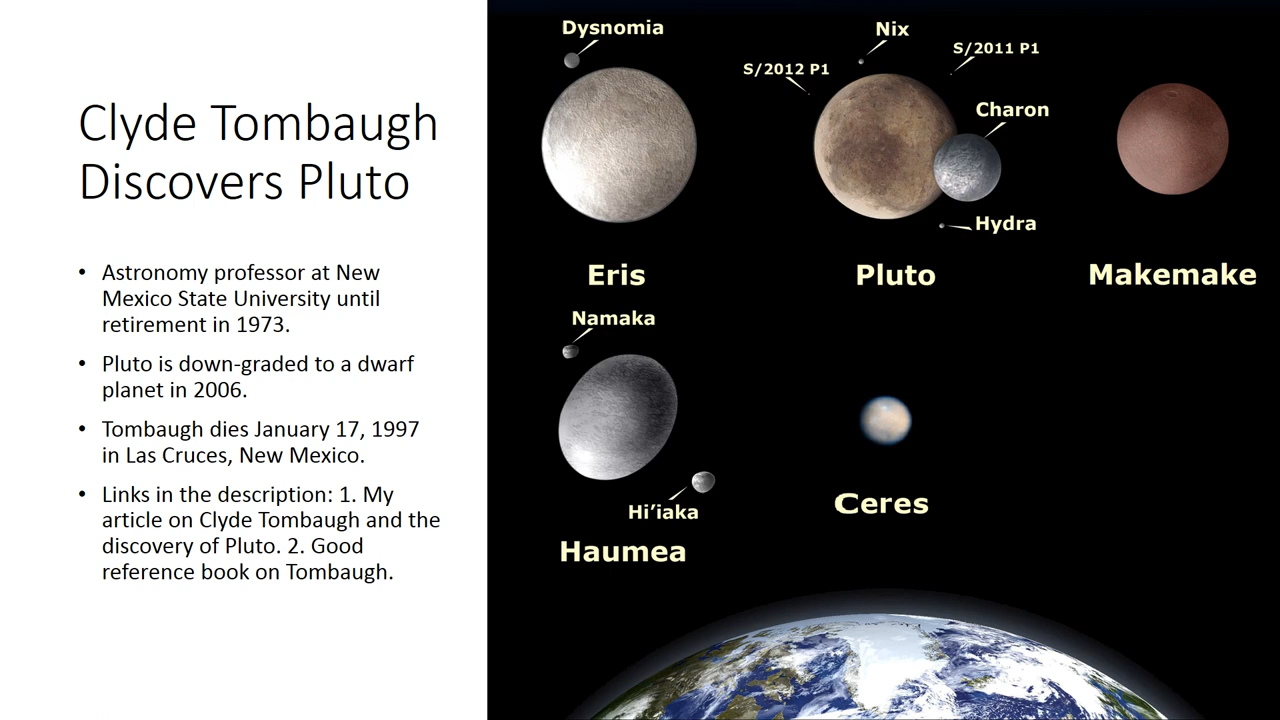 Clyde Tombaugh
Discovers Pluto
• Astronomy professor at New
Mexico State University until
retirement in 1973.
• Pluto is down-graded to a dwarf
planet in 2006.
• Tombaugh dies January 17, 1997
in Las Cruces, New Mexico.
• Links in the description: 1. My
article on Clyde Tombaugh and the
discovery of Pluto. 2. Good
reference book on Tombaugh.
Dysnomia
Eris
Nix
S/2012 P1
S/2011 P1
Charon
Hydra
Pluto
Makemake
Namaka
Hi’iaka
Haumea
Ceres